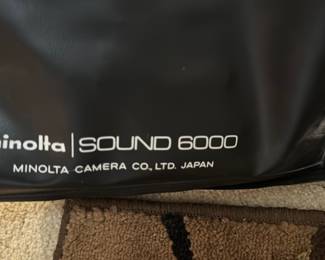 minolta | SOUND 6000
MINOLTA CAMERA CO., LTD. JAPAN